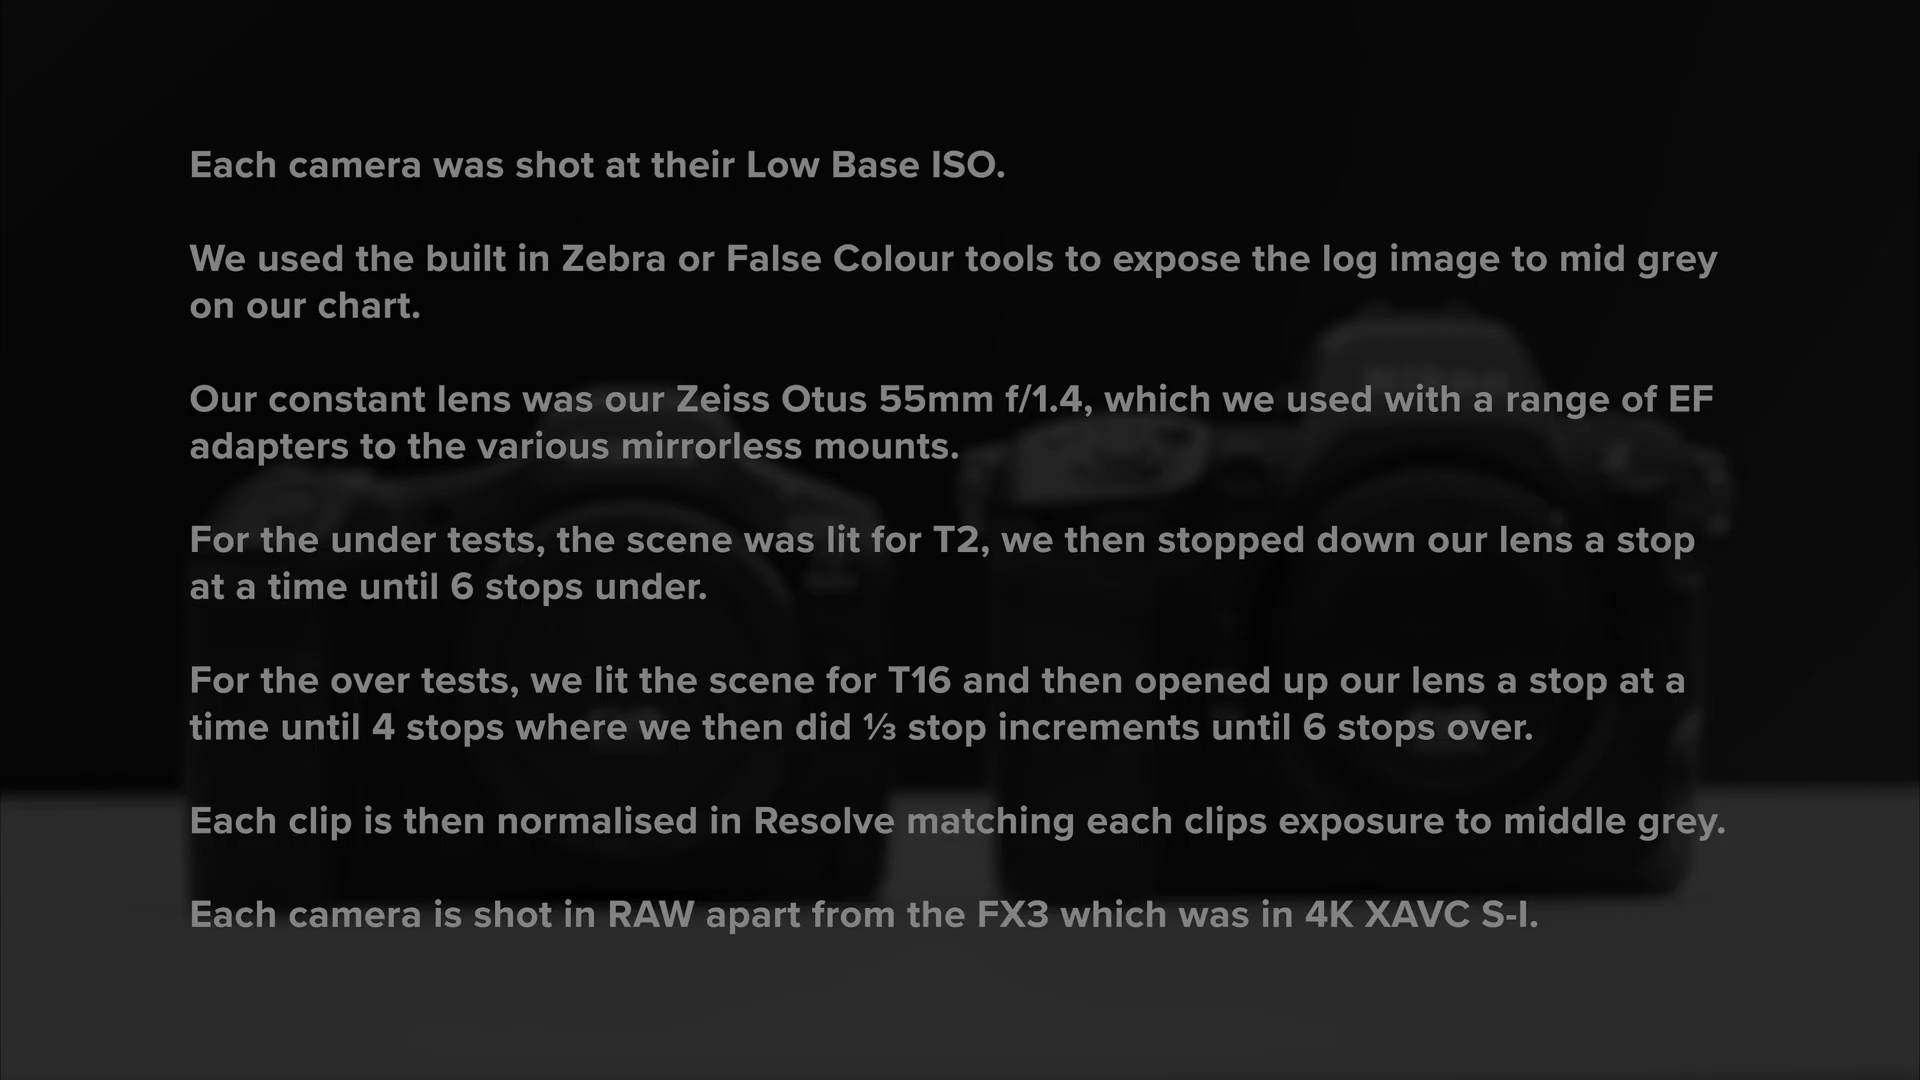 Each camera was shot at their Low Base ISO.
We used the built in Zebra or False Colour tools to expose the log image to mid grey
on our chart.
Our constant lens was our Zeiss Otus 55mm f/1.4, which we used with a range of EF
adapters to the various mirrorless mounts.
For the under tests, the scene was lit for T2, we then stopped down our lens a stop
at a time until 6 stops under.
For the over tests, we lit the scene for T16 and then opened up our lens a stop at a
time until 4 stops where we then did ⅓ stop increments until 6 stops over.
Each clip is then normalised in Resolve matching each clips exposure to middle grey.
Each camera is shot in RAW apart from the FX3 which was in 4K XAVC S-I.